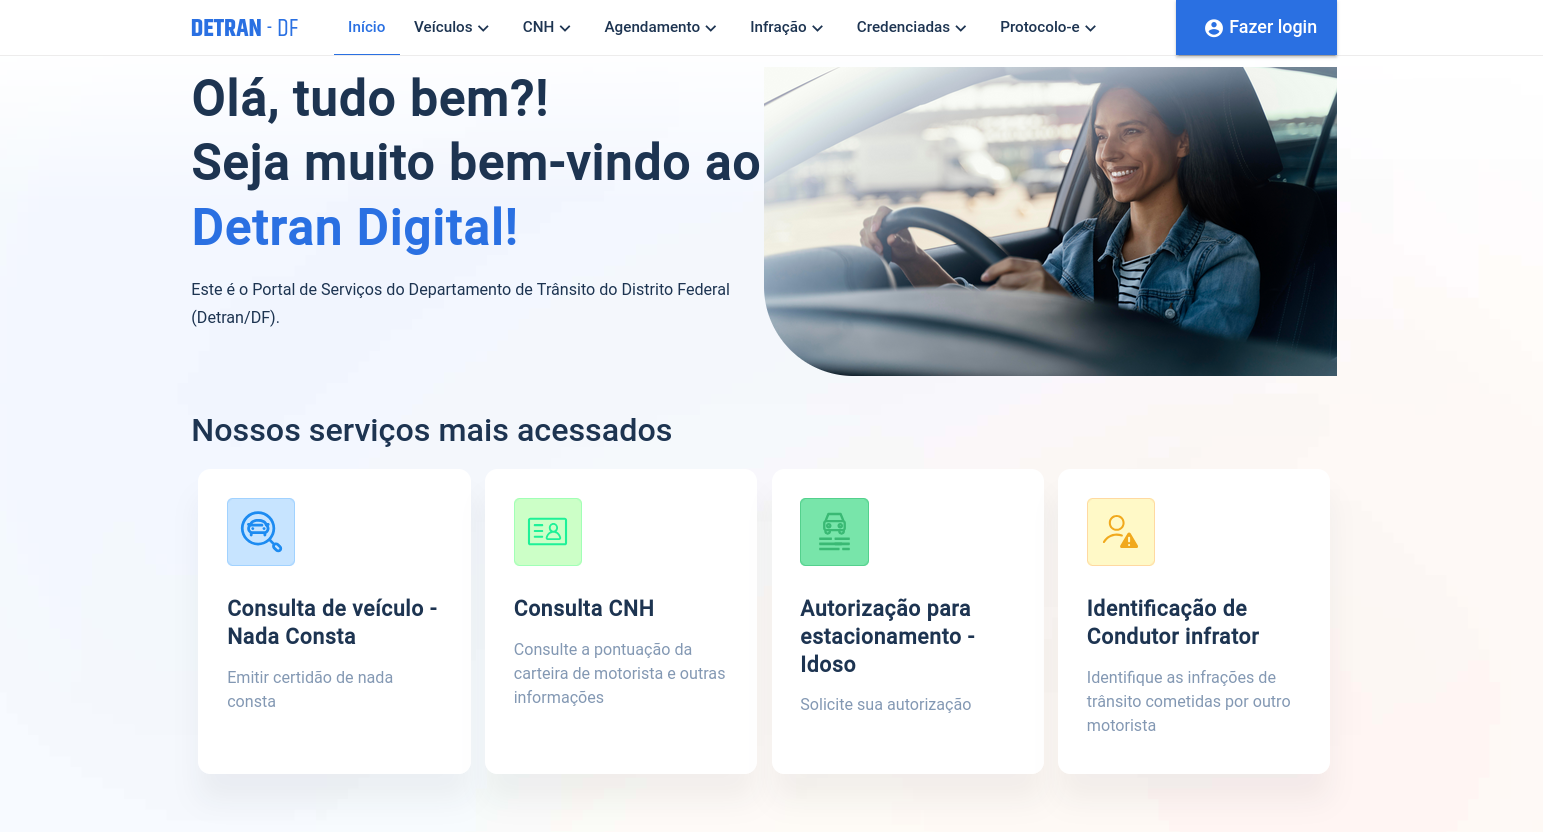 DETRAN - DF
Início
Veículos
CNH
Agendamento
Infração
Credenciadas
Protocolo-e
Fazer login
Olá, tudo bem?!
Seja muito bem-vindo ao
Detran Digital!
Este é o Portal de Serviços do Departamento de Trânsito do Distrito Federal
(Detran/DF).
Nossos serviços mais acessados
Consulta de veículo -
Nada Consta
Emitir certidão de nada
consta
Consulta CNH
Consulte a pontuação da
carteira de motorista e outras
informações
Autorização para
estacionamento -
Idoso
Solicite sua autorização
Identificação de
Condutor infrator
Identifique as infrações de
trânsito cometidas por outro
motorista